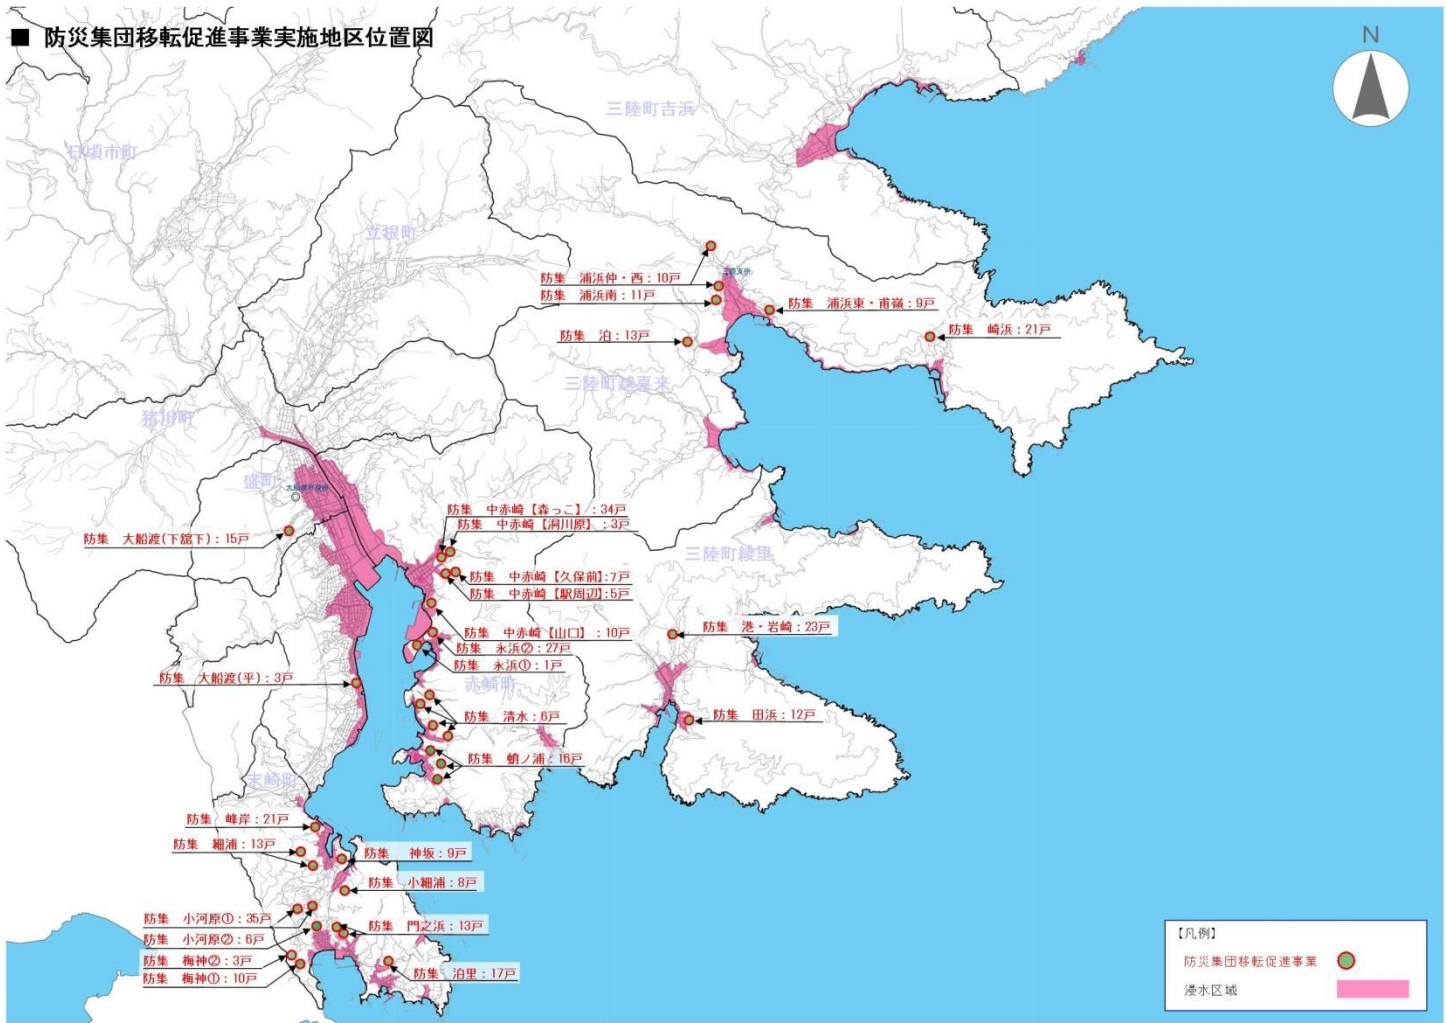 ■ 防災集団移転促進事業実施地区位置図
N
三陸町吉浜
日頃市町
立根町
防集 浦浜仲・西：10戸
防集 浦浜南：11戸
防集 浦浜東・甫嶺：9戸
防集 泊：13戸
防集 崎浜：21戸
三陸町越喜来
猪川町
盛町
防集 中赤崎【森っこ】：34戸
防集 中赤崎【洞川原】：3戸
防集 大船渡(下舘下)：15戸
三陸町綾里
防集 中赤崎【久保前】：7戸
防集 中赤崎【駅周辺】：5戸
防集 中赤崎【山口】：10戸
防集 港・岩崎：23戸
防集 永浜②：27戸
防集 永浜①：1戸
防集 大船渡(平)：3戸
赤崎町
防集 清水：6戸
防集 田浜：12戸
防集 蛸ノ浦：16戸
末崎町
防集 峰岸：21戸
防集 細浦：13戸
防集 神坂：9戸
防集 小細浦：8戸
防集 小河原①：35戸
防集 門之浜：13戸
防集 小河原②：6戸
防集 梅神②：3戸
防集 梅神①：10戸
防集 泊里：17戸
【凡例】
防災集団移転促進事業
浸水区域